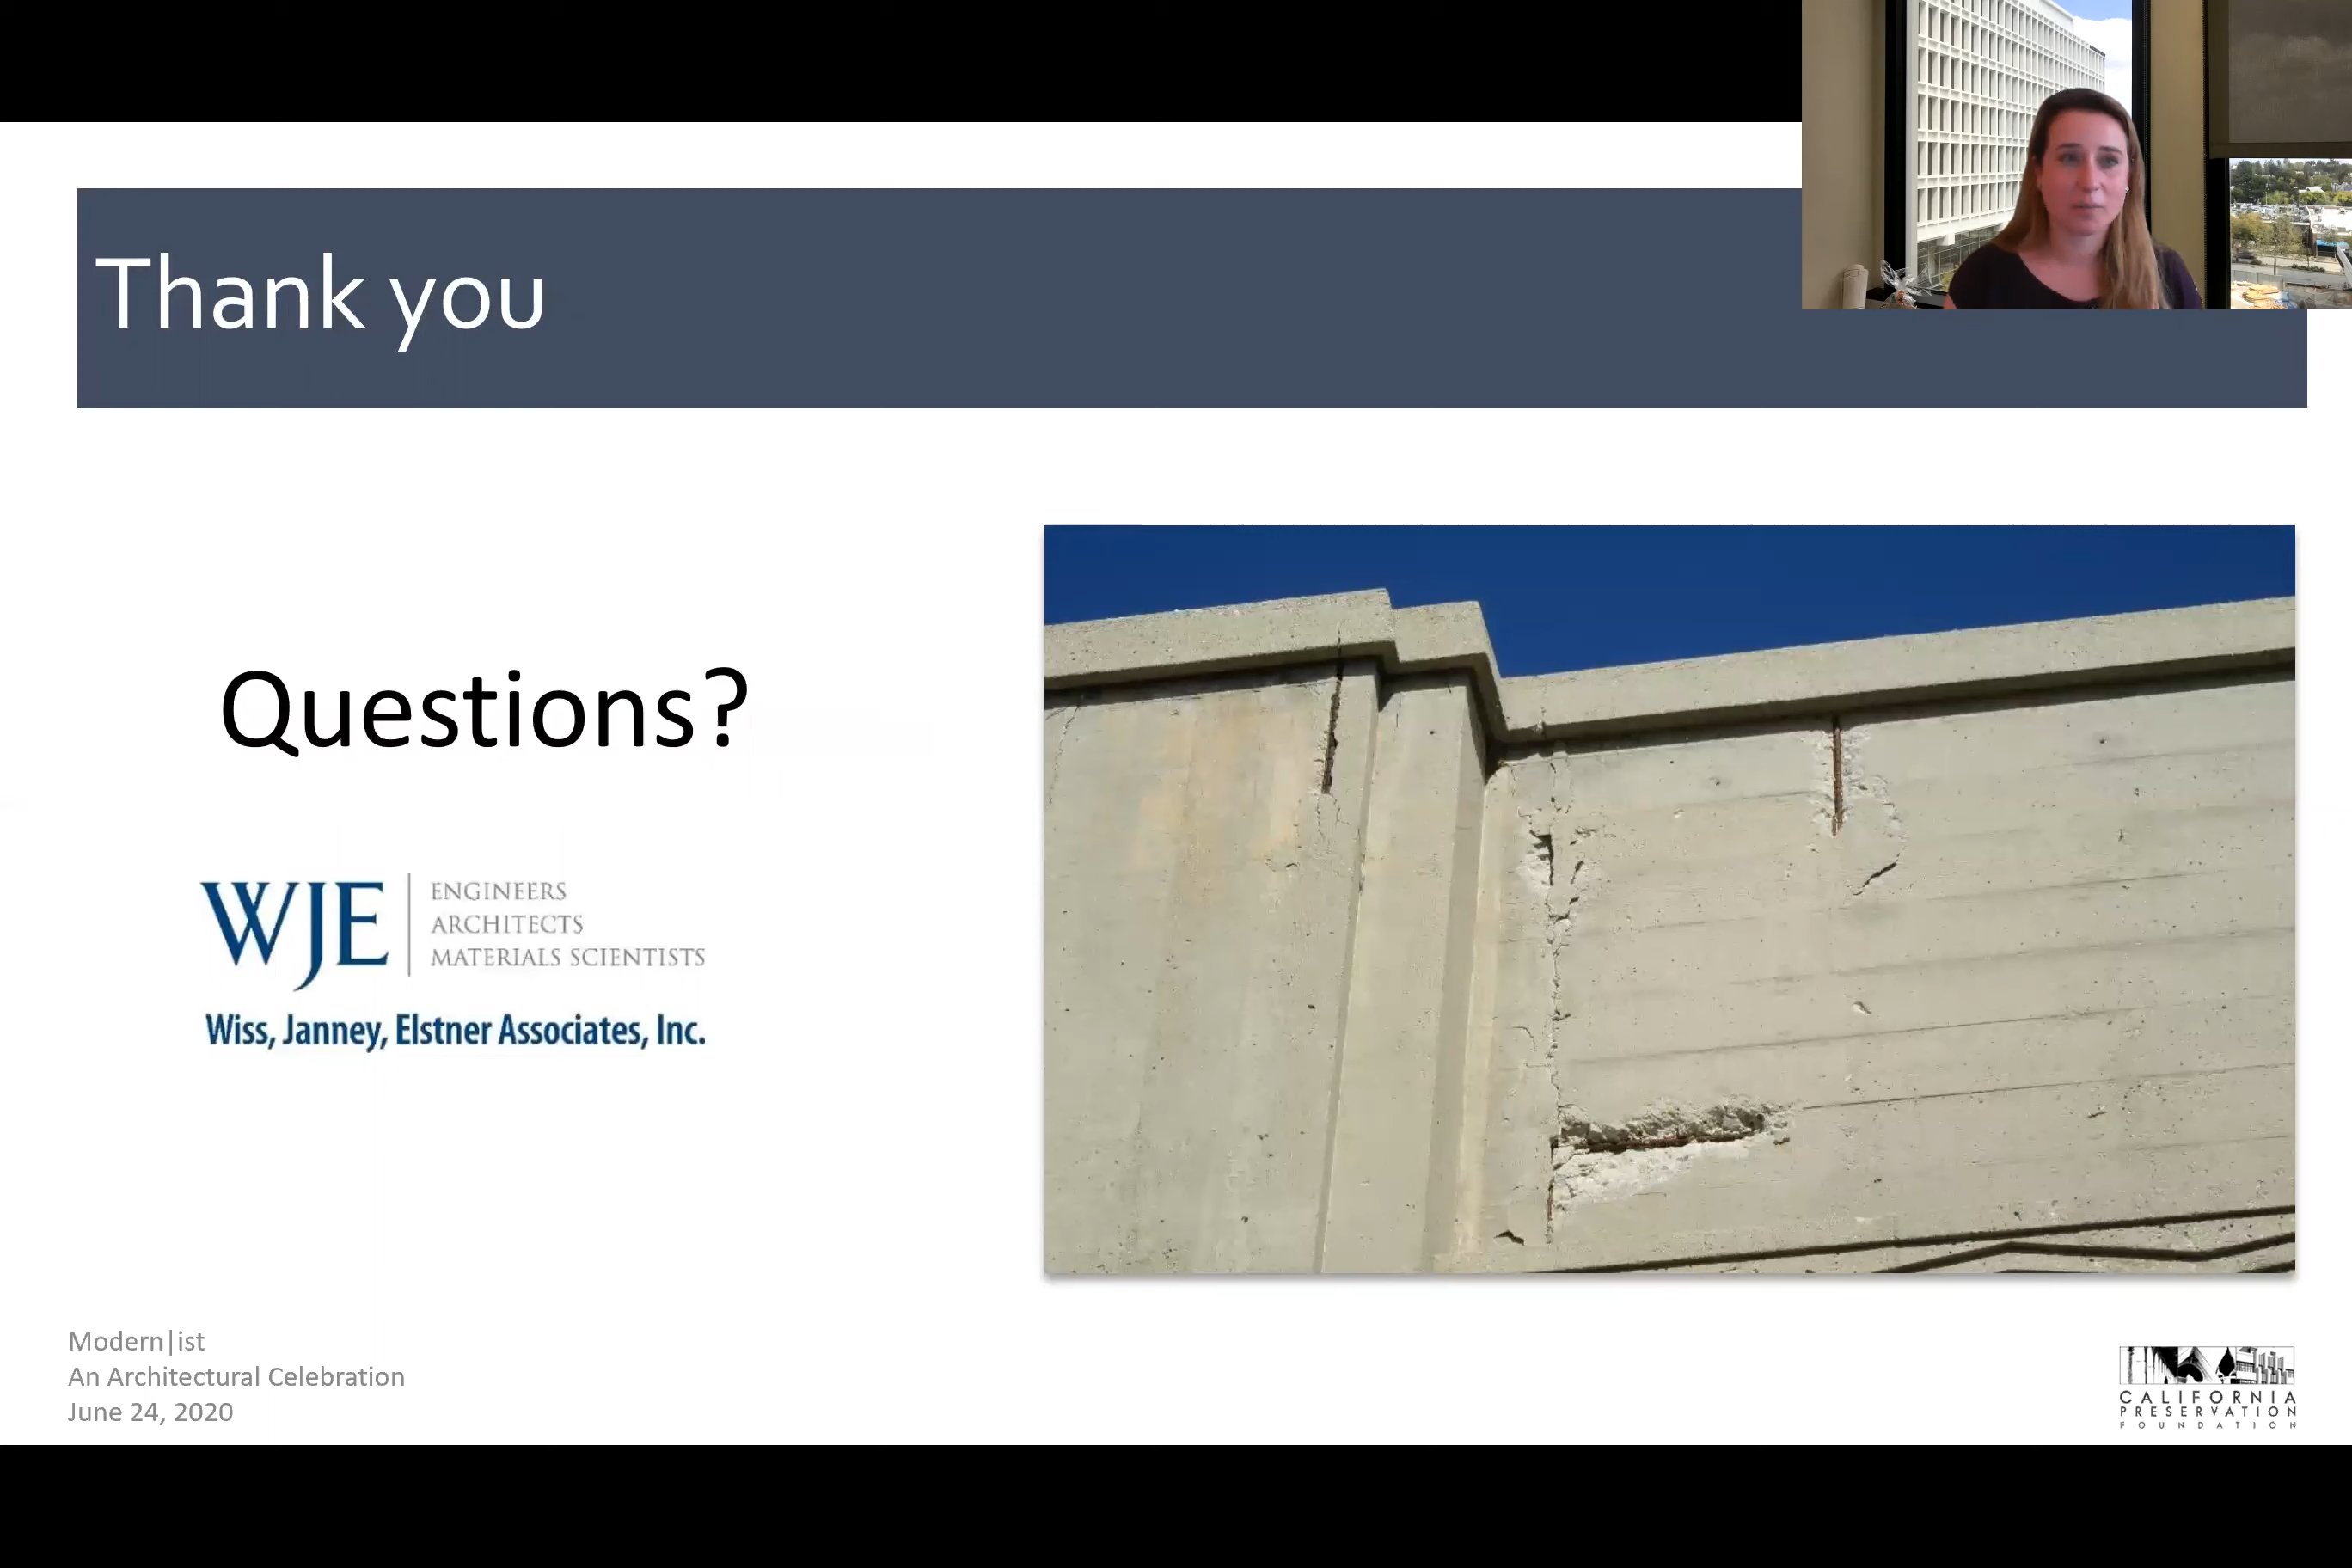 Thank you
Questions?
WJE
ENGINEERS
ARCHITECTS
MATERIALS SCIENTISTS
Wiss, Janney, Elstner Associates, Inc.
Modern|ist
An Architectural Celebration
June 24, 2020
CALIFORNIA
PRESERVATION
FOUNDATION